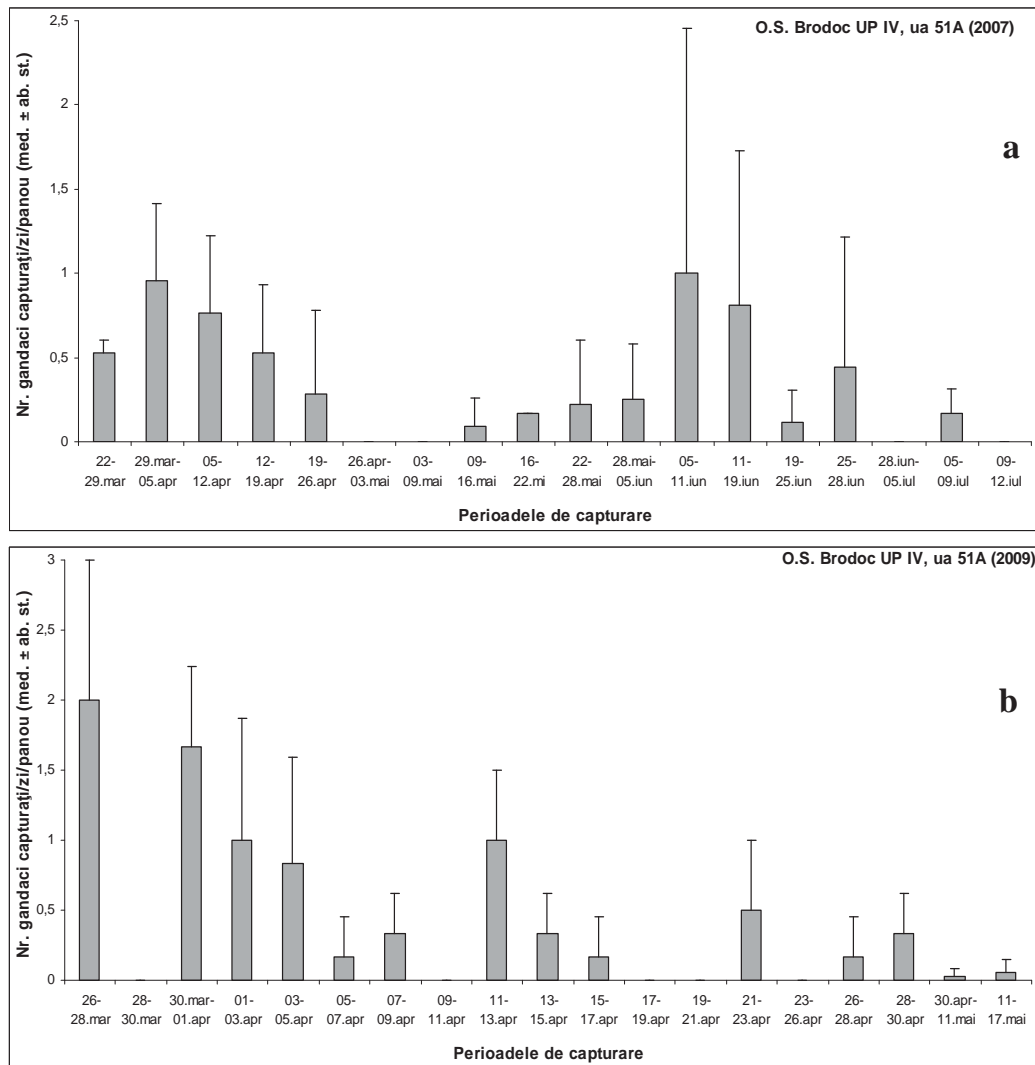 O.S. Brodoc UP IV, ua 51A (2007)
a
Nr. gandaci capturaţi/zi/panou (med. ± ab. st.)
2,5
2
1,5
1
0,5
0
22- 29.mar- 05- 12- 19- 26.apr- 03- 09- 16- 22- 28.mai- 05- 11- 19- 25- 28.iun- 05- 09-
29.mar 05.apr 12.apr 19.apr 26.apr 03.mai 09.mai 16.mai 22.mi 28.mai 05.iun 11.iun 19.iun 25.iun 28.iun 05.iul 09.iul 12.iul
Perioadele de capturare
O.S. Brodoc UP IV, ua 51A (2009)
b
Nr. gandaci capturaţi/zi/panou (med. ± ab. st.)
3
2,5
2
1,5
1
0,5
0
26- 28- 30.mar- 01- 03- 05- 07- 09- 11- 13- 15- 17- 19- 21- 23- 26- 28- 30.apr- 11-
28.mar 30.mar 01.apr 03.apr 05.apr 07.apr 09.apr 11.apr 13.apr 15.apr 17.apr 19.apr 21.apr 23.apr 26.apr 28.apr 30.apr 11.mai 17.mai
Perioadele de capturare